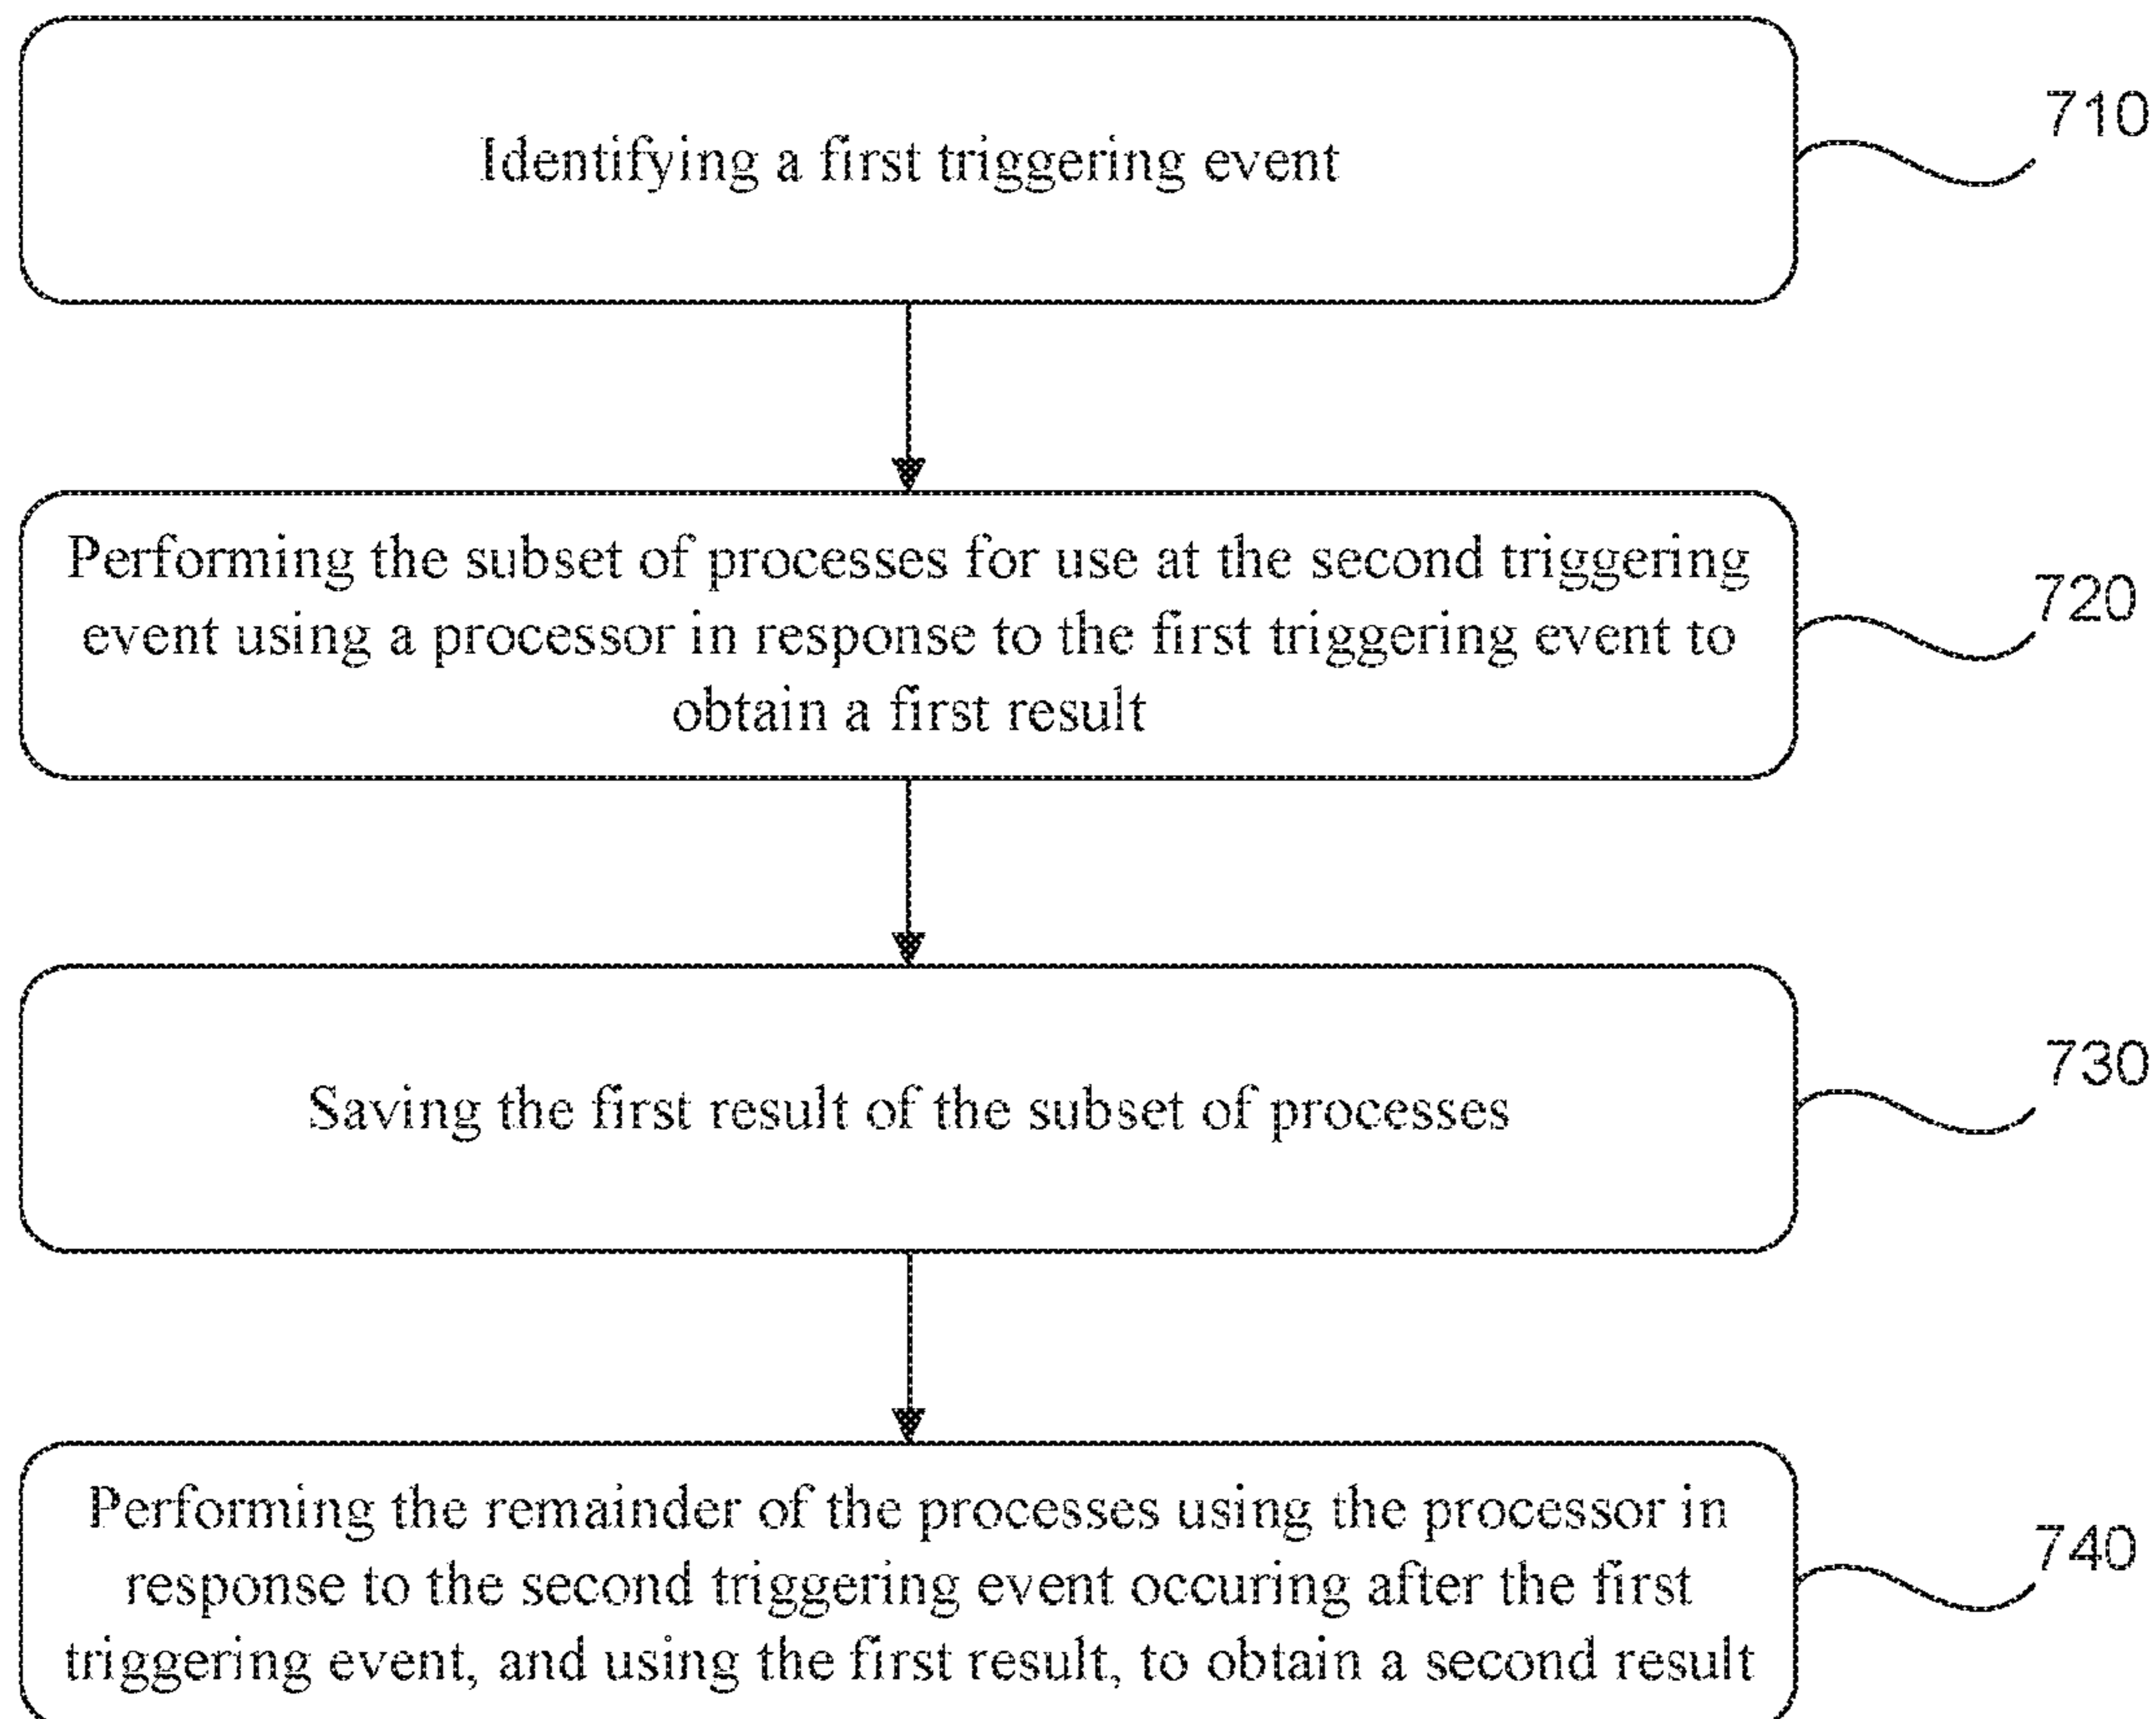 Identifying a first triggering event
710
Performing the subset of processes for use at the second triggering
event using a processor in response to the first triggering event to
obtain a first result
720
Saving the first result of the subset of processes
730
Performing the remainder of the processes using the processor in
response to the second triggering event occuring after the first
triggering event, and using the first result, to obtain a second result
740